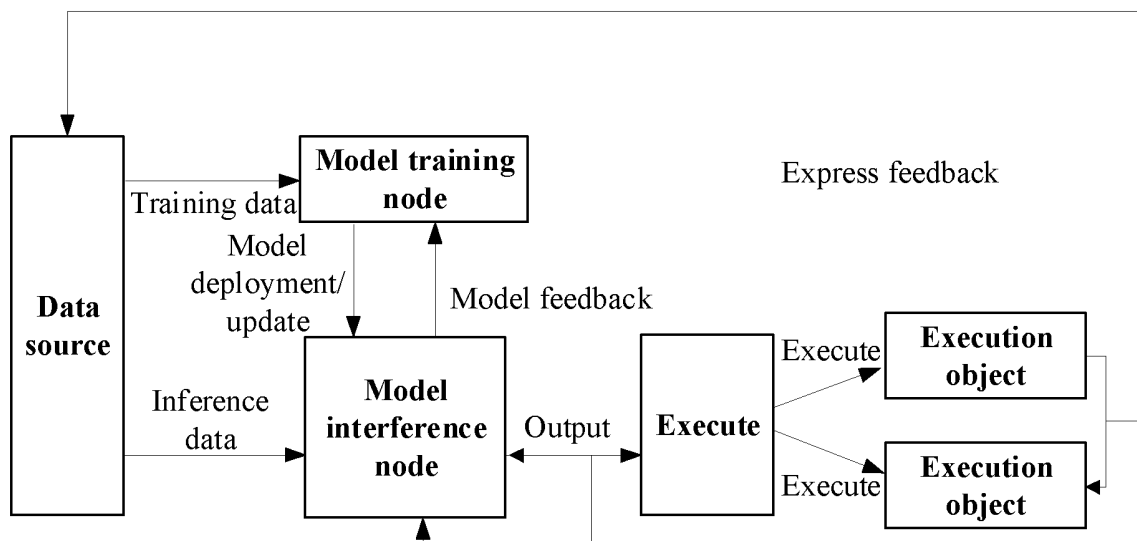 Model training
node
Express feedback
Training data
Model
deployment/
update
Model feedback
Data
source
Execute
Execution
object
Inference
data
Model
interference
node
Output
Execute
Execute
Execution
object